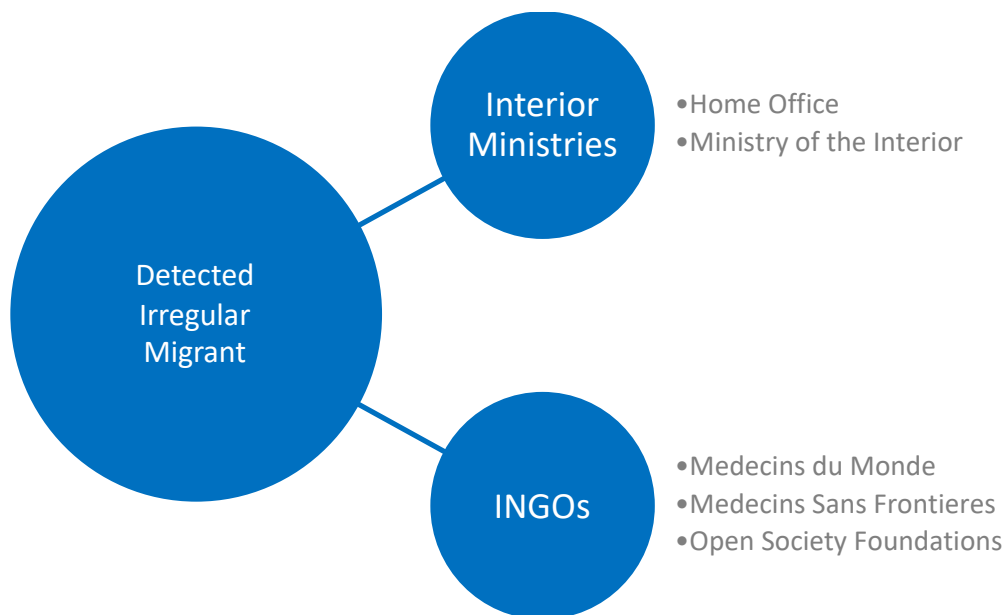 Interior
Ministries
•Home Office
•Ministry of the Interior
Detected
Irregular
Migrant
INGOs
•Medecins du Monde
•Medecins Sans Frontieres
•Open Society Foundations